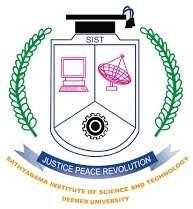 SIST
JUSTICE PEACE REVOLUTION
SATHYABAMA INSTITUTE OF SCIENCE AND TECHNOLOGY
DEEMED UNIVERSITY